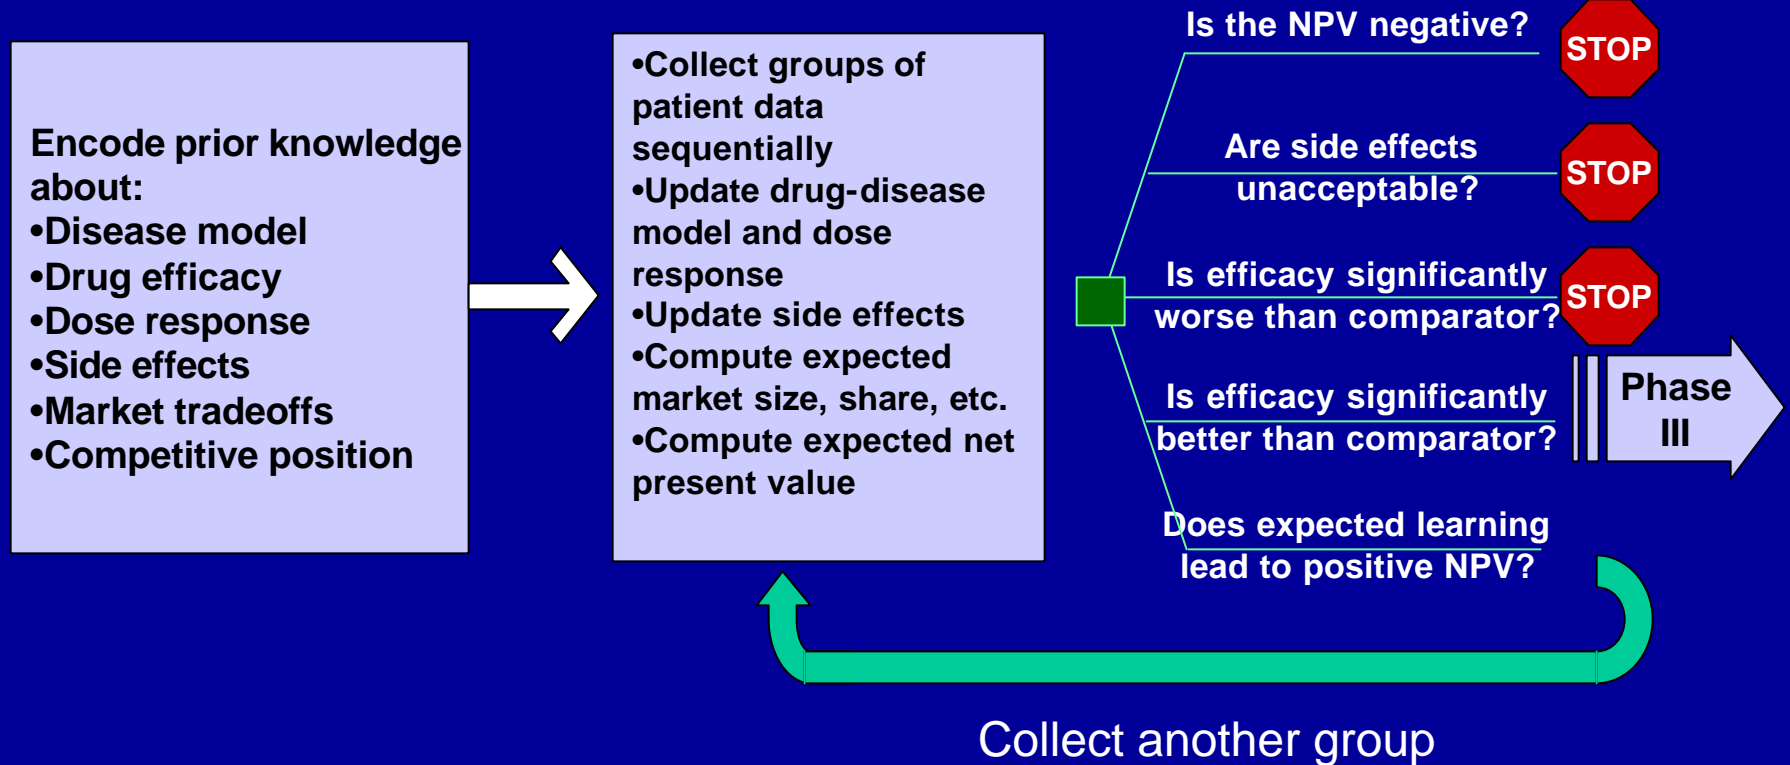 Encode prior knowledge
about:
•Disease model
•Drug efficacy
•Dose response
•Side effects
•Market tradeoffs
•Competitive position
•Collect groups of
patient data
sequentially
•Update drug-disease
model and dose
response
•Update side effects
•Compute expected
market size, share, etc.
•Compute expected net
present value
Is the NPV negative?
STOP
Are side effects
unacceptable?
STOP
Is efficacy significantly
worse than comparator?
STOP
Is efficacy significantly
better than comparator?
Phase
III
Does expected learning
lead to positive NPV?
Collect another group